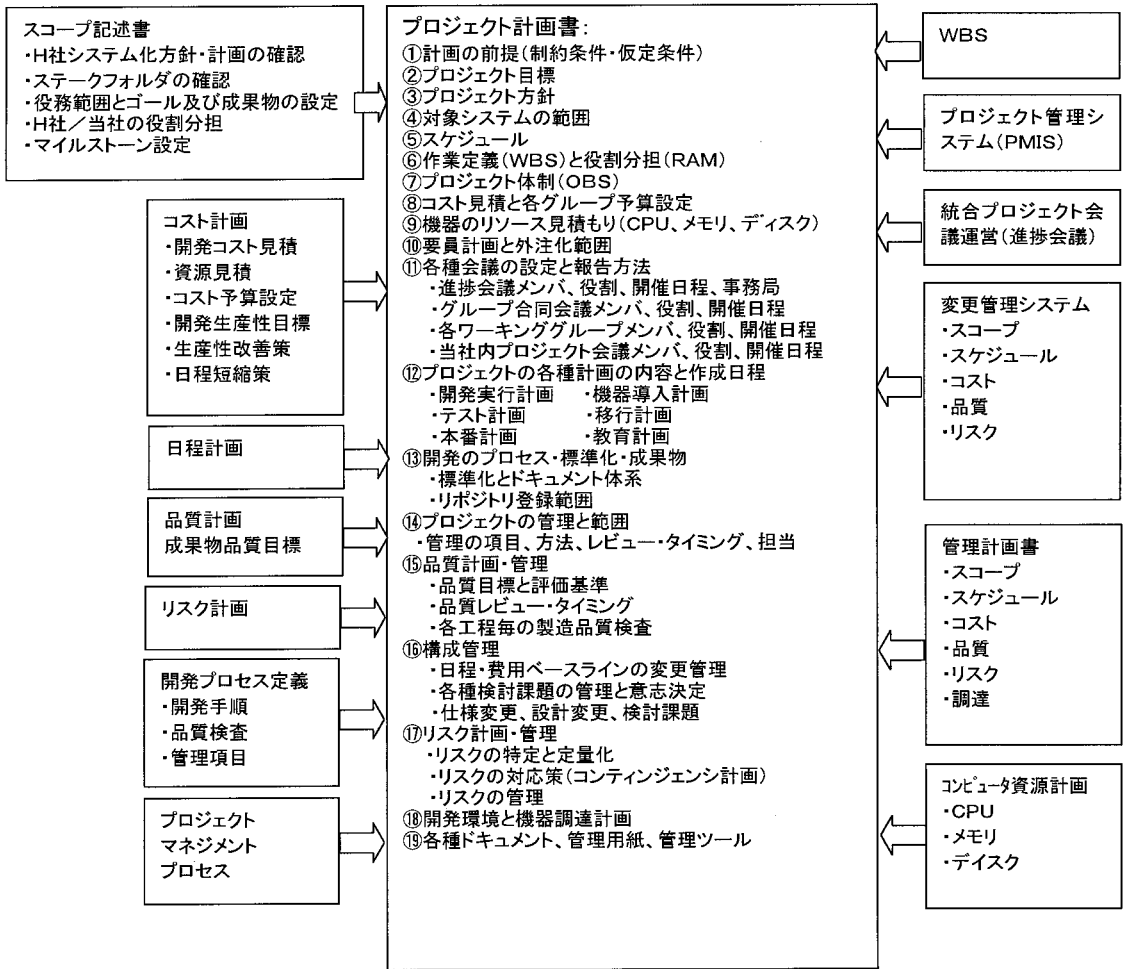 スコープ記述書
・H社システム化方針・計画の確認
・ステークフォルダの確認
・役務範囲とゴール及び成果物の設定
・H社／当社の役割分担
・マイルストーン設定
コスト計画
・開発コスト見積
・資源見積
・コスト予算設定
・開発生産性目標
・生産性改善策
・日程短縮策
日程計画
品質計画
成果物品質目標
リスク計画
開発プロセス定義
・開発手順
・品質検査
・管理項目
プロジェクト
マネジメント
プロセス
プロジェクト計画書：
①計画の前提（制約条件・仮定条件）
②プロジェクト目標
③プロジェクト方針
④対象システムの範囲
⑤スケジュール
⑥作業定義（WBS）と役割分担（RAM）
⑦プロジェクト体制（OBS）
⑧コスト見積と各グループ予算設定
⑨機器のリソース見積もり（CPU、メモリ、ディスク）
⑩要員計画と外注化範囲
⑪各種会議の設定と報告方法
・進捗会議メンバ、役割、開催日程、事務局
・グループ合同会議メンバ、役割、開催日程
・各ワーキンググループメンバ、役割、開催日程
・当社内プロジェクト会議メンバ、役割、開催日程
⑫プロジェクトの各種計画の内容と作成日程
・開発実行計画　・機器導入計画
・テスト計画　・移行計画
・本番計画　・教育計画
⑬開発のプロセス・標準化・成果物
・標準化とドキュメント体系
・リポジトリ登録範囲
⑭プロジェクトの管理と範囲
・管理の項目、方法、レビュー・タイミング、担当
⑮品質計画・管理
・品質目標と評価基準
・品質レビュー・タイミング
・各工程毎の製造品質検査
⑯構成管理
・日程・費用ベースラインの変更管理
・各種検討課題の管理と意志決定
・仕様変更、設計変更、検討課題
⑰リスク計画・管理
・リスクの特定と定量化
・リスクの対応策（コンティンジェンシ計画）
・リスクの管理
⑱開発環境と機器調達計画
⑲各種ドキュメント、管理用紙、管理ツール
WBS
プロジェクト管理シ
ステム（PMIS）
統合プロジェクト会
議運営（進捗会議）
変更管理システム
・スコープ
・スケジュール
・コスト
・品質
・リスク
管理計画書
・スコープ
・スケジュール
・コスト
・品質
・リスク
・調達
コンピュータ資源計画
・CPU
・メモリ
・デイスク